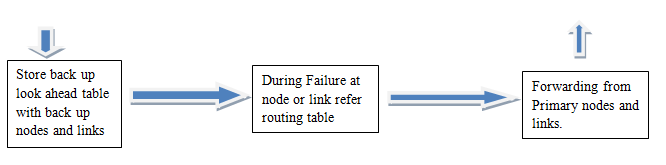 Store back up
look ahead table
with back up
nodes and links
During Failure at
node or link refer
routing table
Forwarding from
Primary nodes and
links.